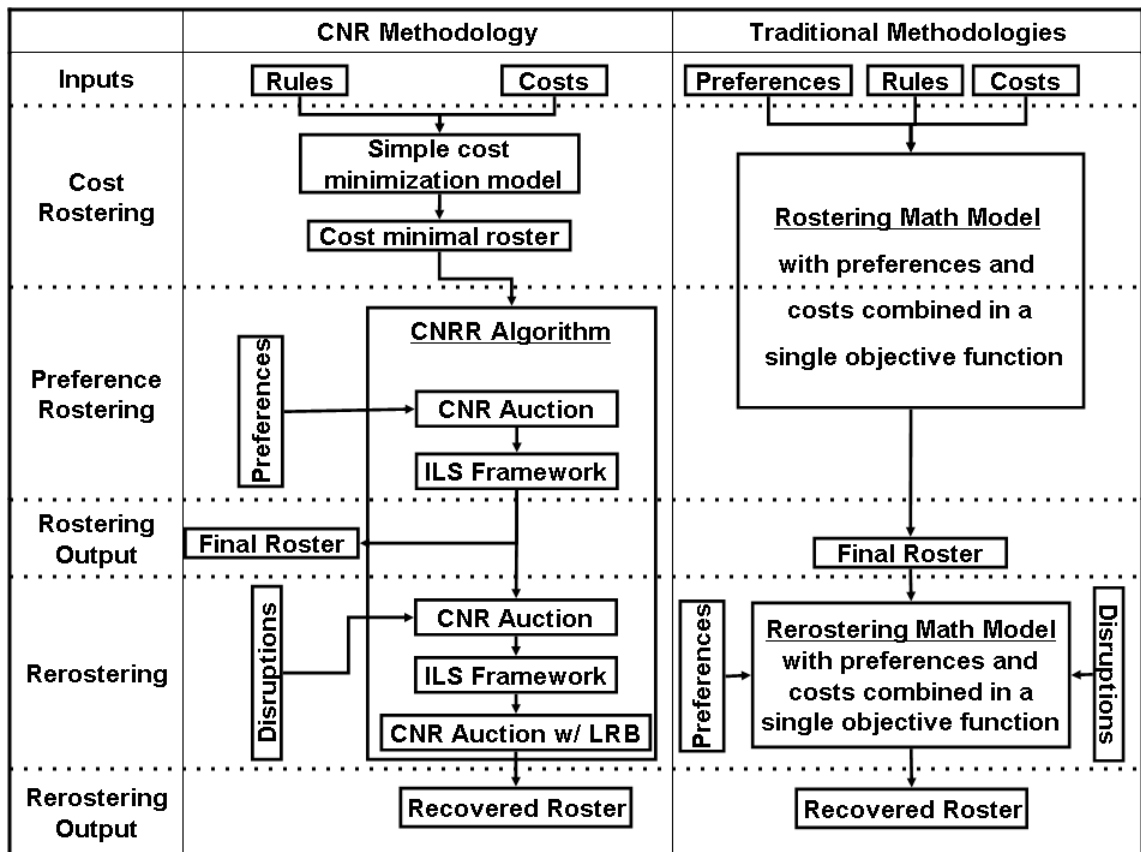 CNR Methodology
Traditional Methodologies
Inputs
Rules
Costs
Preferences
Rules
Costs
Cost
Rostering
Simple cost
minimization model
Cost minimal roster
Rostering Math Model
with preferences and
costs combined in a
single objective function
Preference
Rostering
Preferences
CNRR Algorithm
CNR Auction
ILS Framework
Rostering
Output
Final Roster
Final Roster
Rerostering
Disruptions
CNR Auction
ILS Framework
CNR Auction w/ LRB
Preferences
Rerostering Math Model
with preferences and
costs combined in a
single objective function
Disruptions
Rerostering
Output
Recovered Roster
Recovered Roster